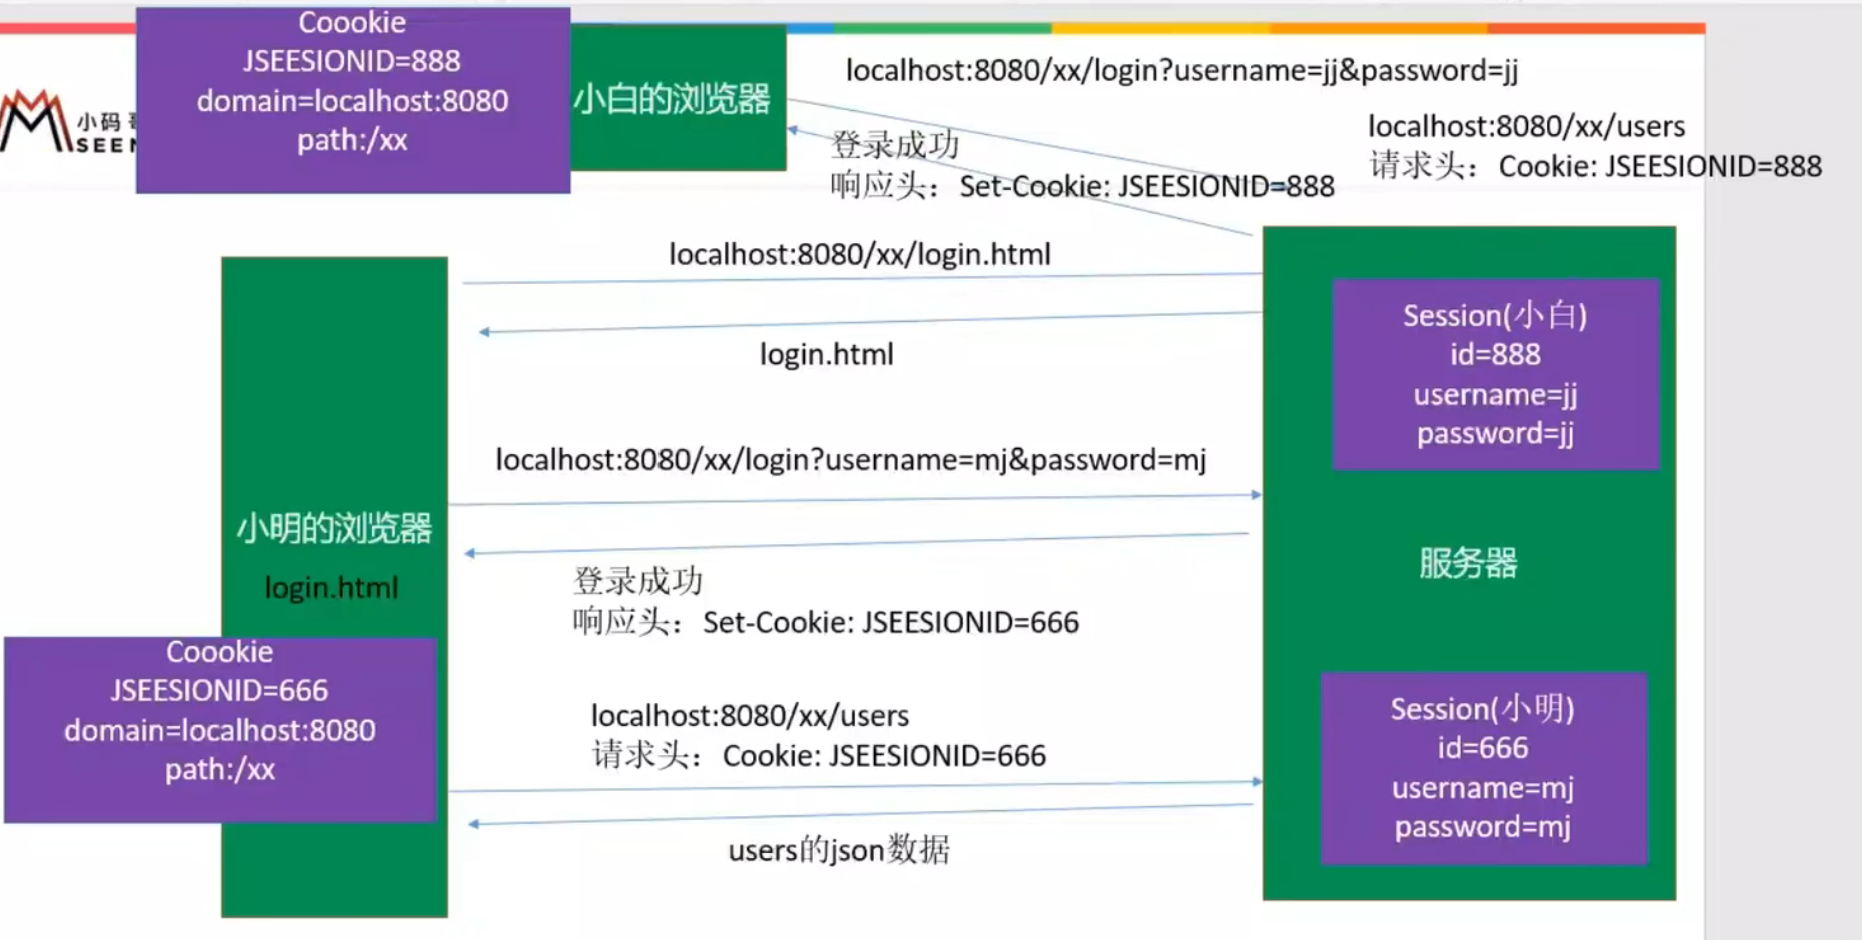 Coookie
JSEESIONID=888
domain=localhost:8080
path:/xx
小白的浏览器
localhost:8080/xx/login?username=jj&password=jj
登录成功
响应头：Set-Cookie: JSEESIONID=888
localhost:8080/xx/users
请求头：Cookie: JSEESIONID=888
小码
SEEM
localhost:8080/xx/login.html
login.html
localhost:8080/xx/login?username=mj&password=mj
登录成功
响应头：Set-Cookie: JSEESIONID=666
localhost:8080/xx/users
请求头：Cookie: JSEESIONID=666
users的json数据
小明的浏览器
login.html
Coookie
JSEESIONID=666
domain=localhost:8080
path:/xx
Session(小白)
id=888
username=jj
password=jj
服务器
Session(小明)
id=666
username=mj
password=mj